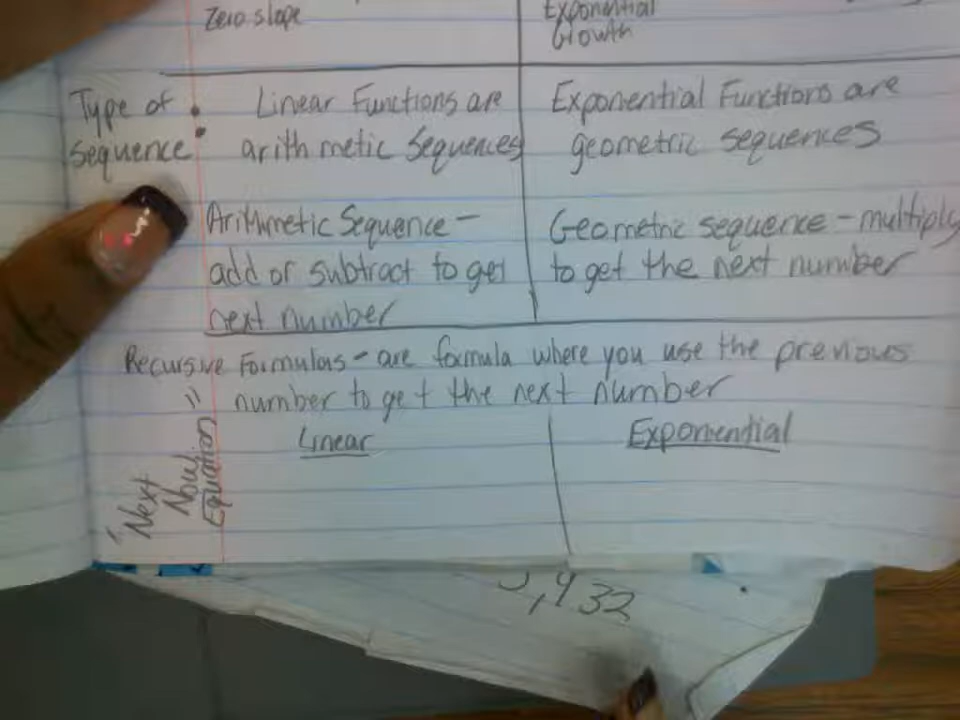 Zero slope
Exponential
Growth
Type of
Sequence
Linear Functions are
arithmetic Sequences
Exponential Functions are
geometric sequences
Arithmetic Sequence -
add or subtract to get
next number
Geometric sequence - multiply
to get the next number
Recursive Formulas - are formula where you use the previous
number to get the next number
"Next
Now"
Equation
Linear
Exponential
,932